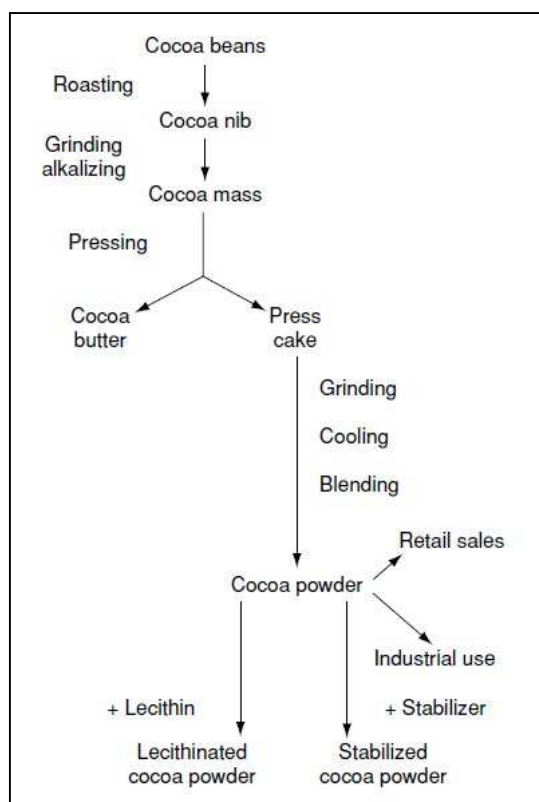 Cocoa beans
Roasting
Cocoa nib
Grinding
alkalizing
Cocoa mass
Pressing
Cocoa
butter
Press
cake
Grinding
Cooling
Blending
Retail sales
Cocoa powder
Industrial use
+ Lecithin
+ Stabilizer
Lecithinated
cocoa powder
Stabilized
cocoa powder